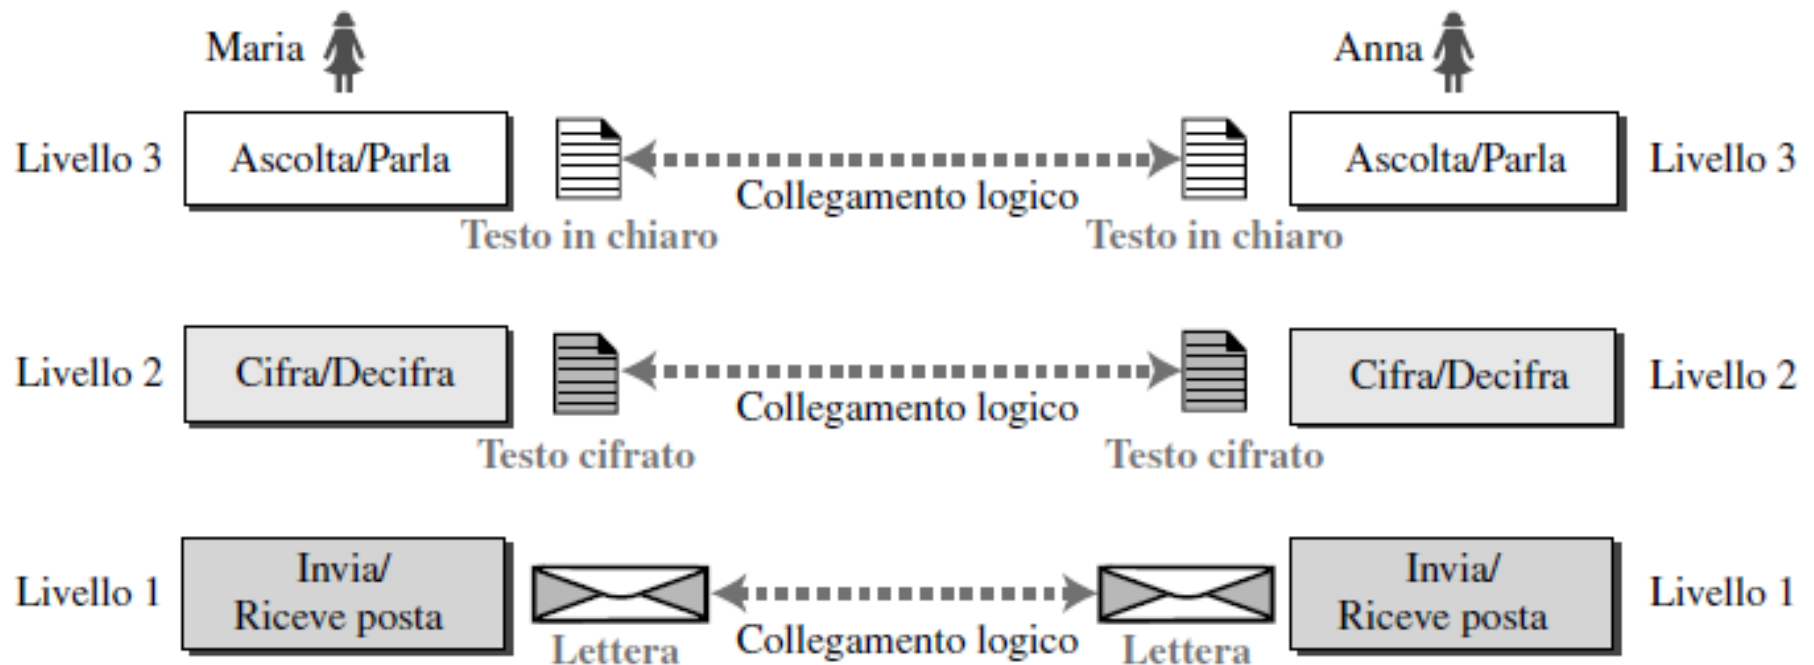 Maria Anna
Livello 3 Ascolta/Parla Collegamento logico Ascolta/Parla Livello 3
Testo in chiaro Testo in chiaro
Livello 2 Cifra/Decifra Collegamento logico Cifra/Decifra Livello 2
Testo cifrato Testo cifrato
Livello 1 Invia/ Invia/ Livello 1
Riceve posta Collegamento logico Riceve posta
Lettera Lettera